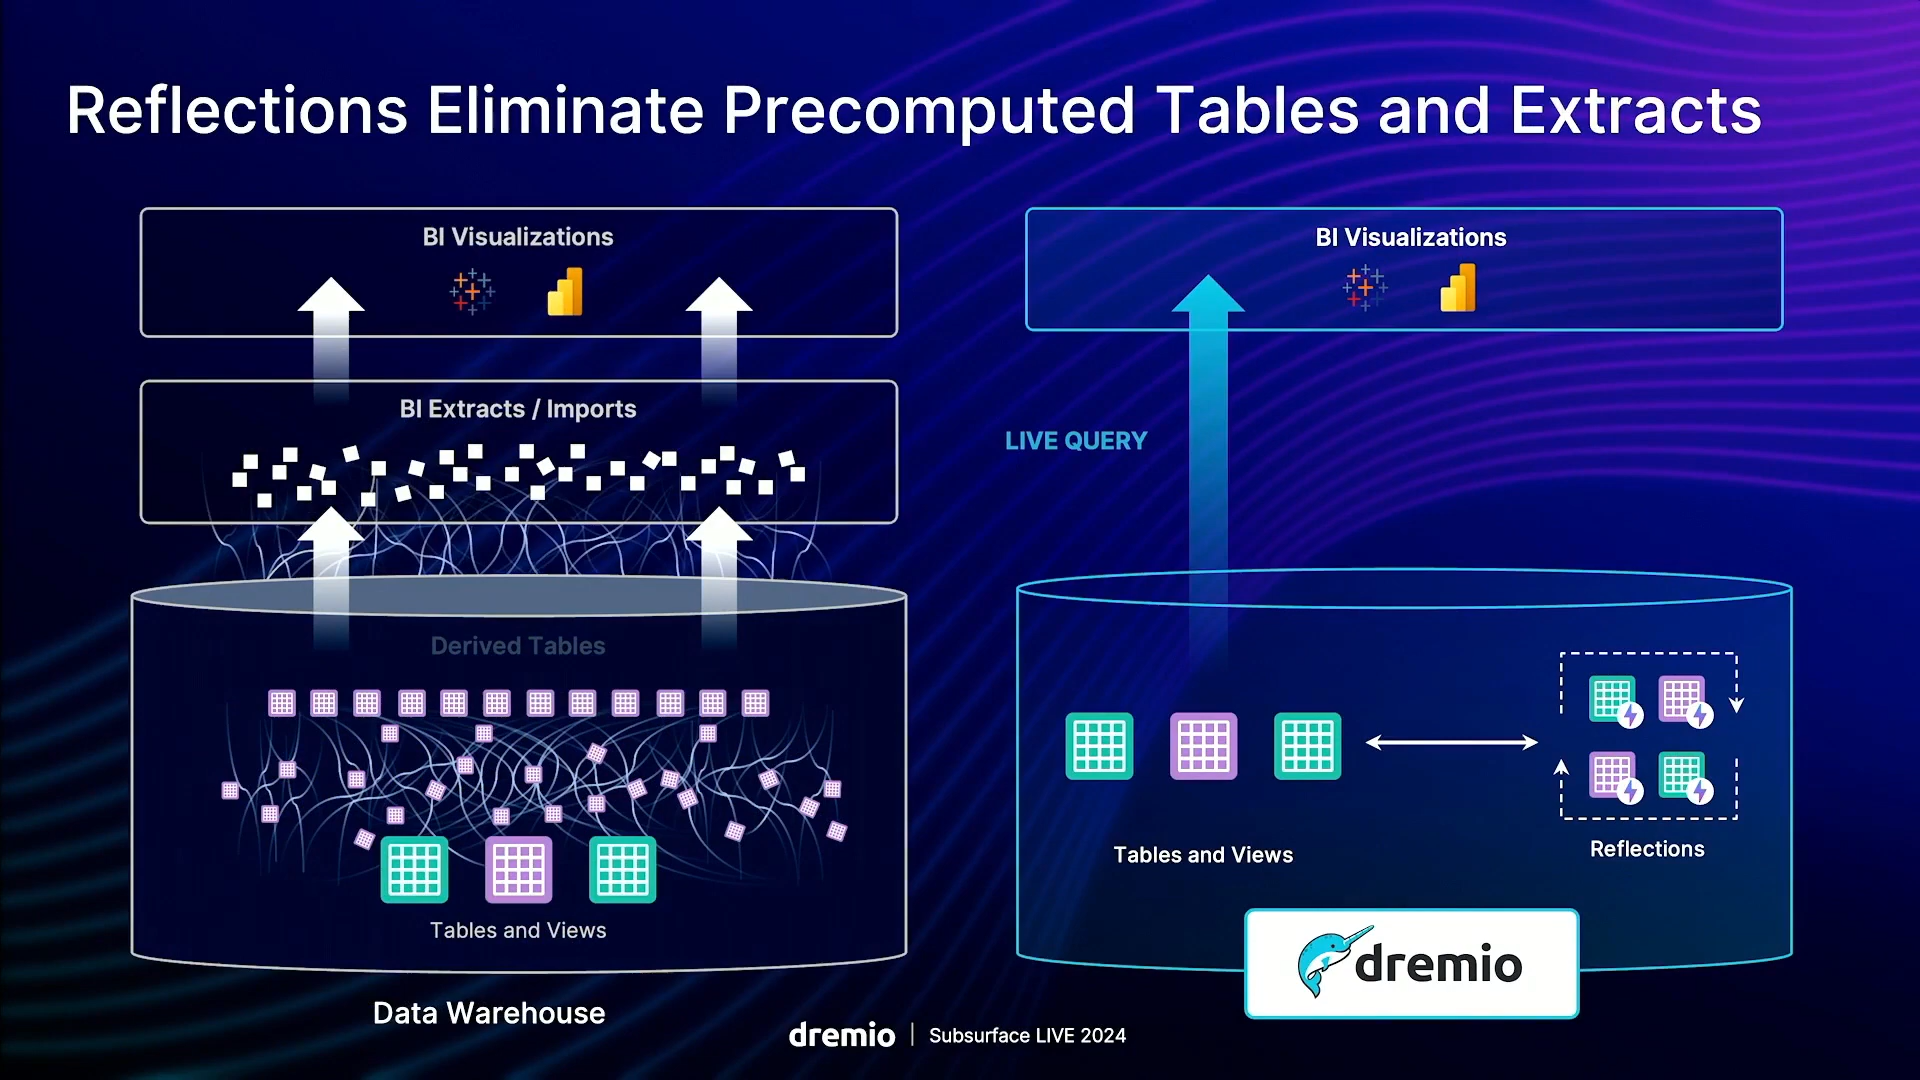 Reflections Eliminate Precomputed Tables and Extracts
BI Visualizations
BI Extracts / Imports
Derived Tables
Tables and Views
Data Warehouse
BI Visualizations
LIVE QUERY
Tables and Views
Reflections
dremio
dremio | Subsurface LIVE 2024